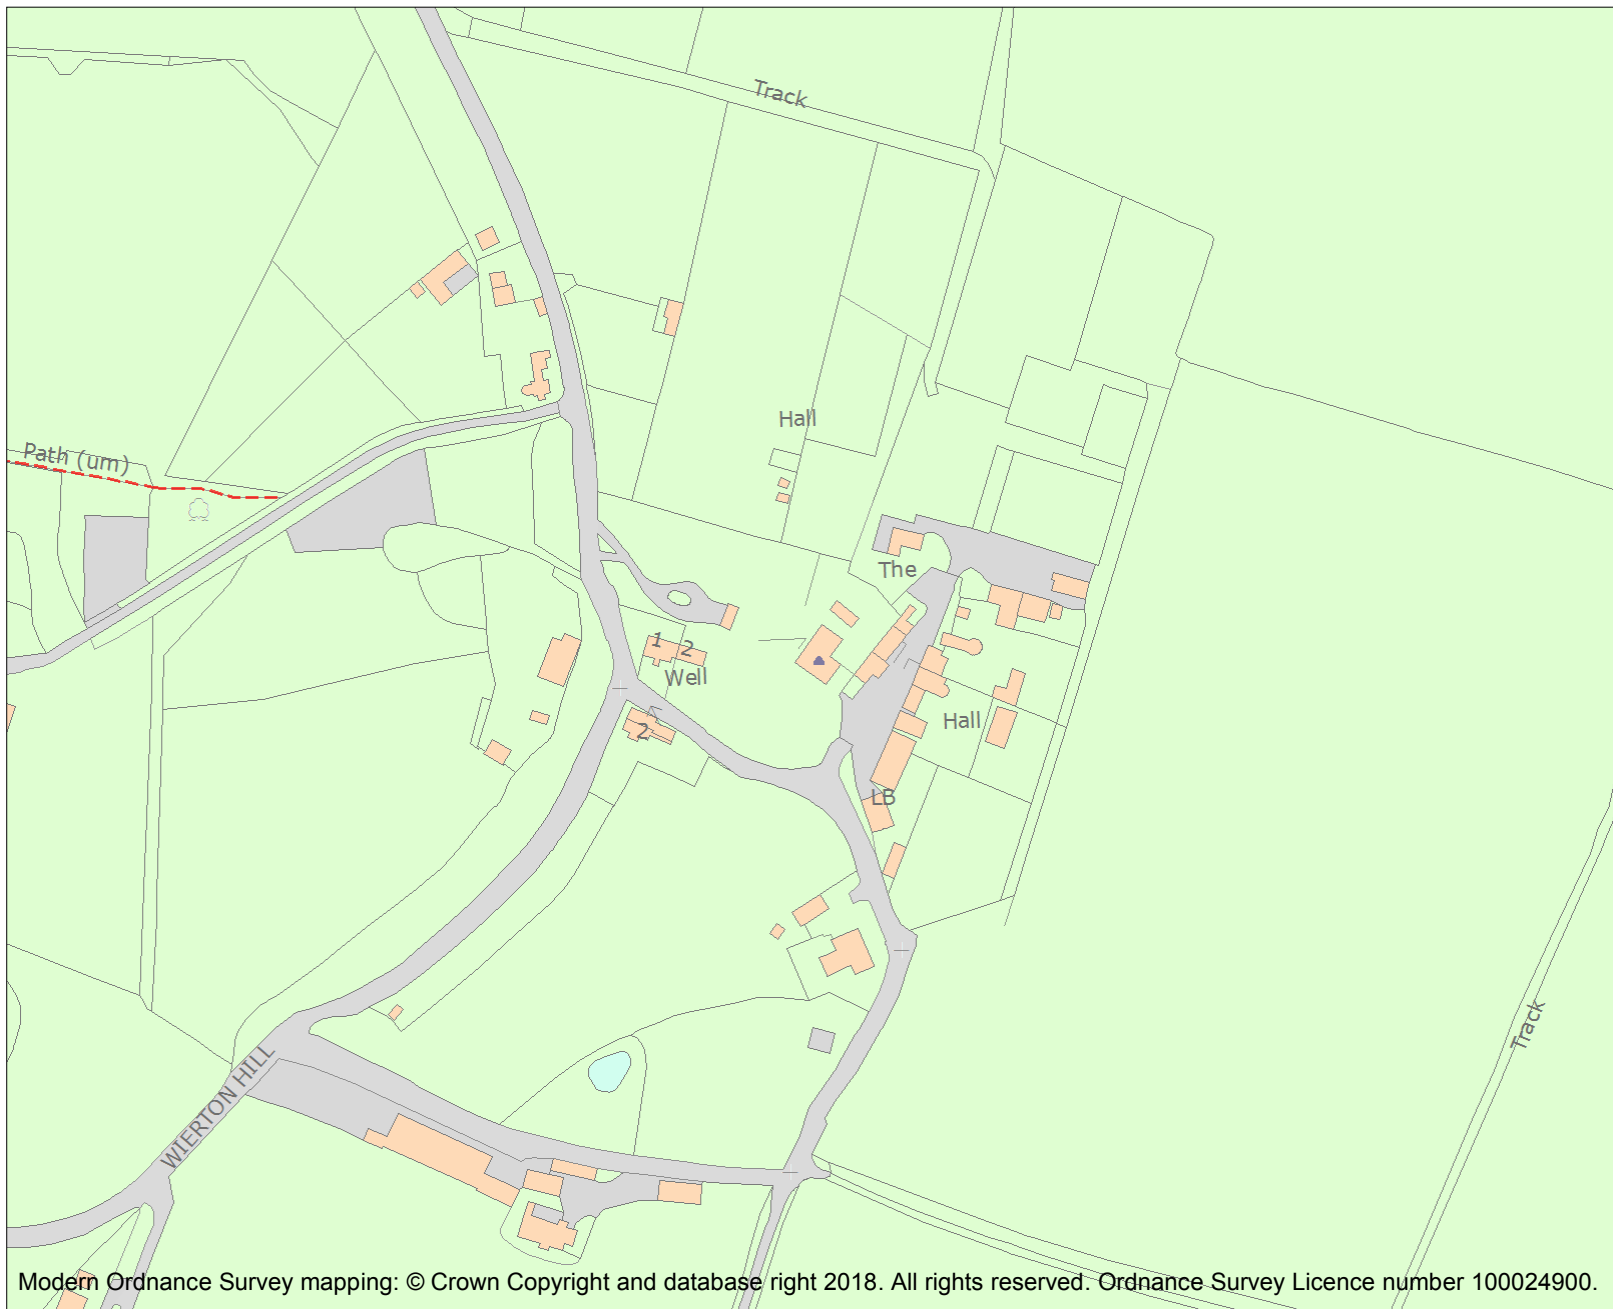 Track
Path (um)
Hall
The
1
2
Well
2
Hall
LB
Track
WIERTON HILL
Modern Ordnance Survey mapping: © Crown Copyright and database right 2018. All rights reserved. Ordnance Survey Licence number 100024900.